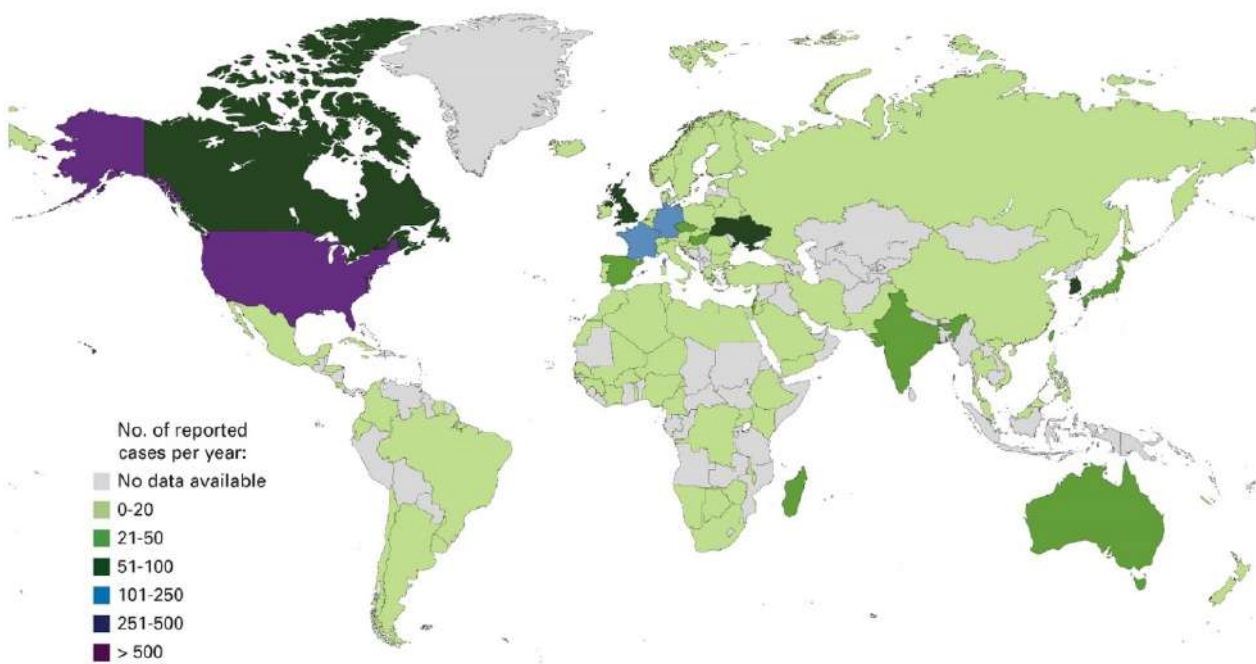 No. of reported
cases per year:
No data available
0-20
21-50
51-100
101-250
251-500
> 500